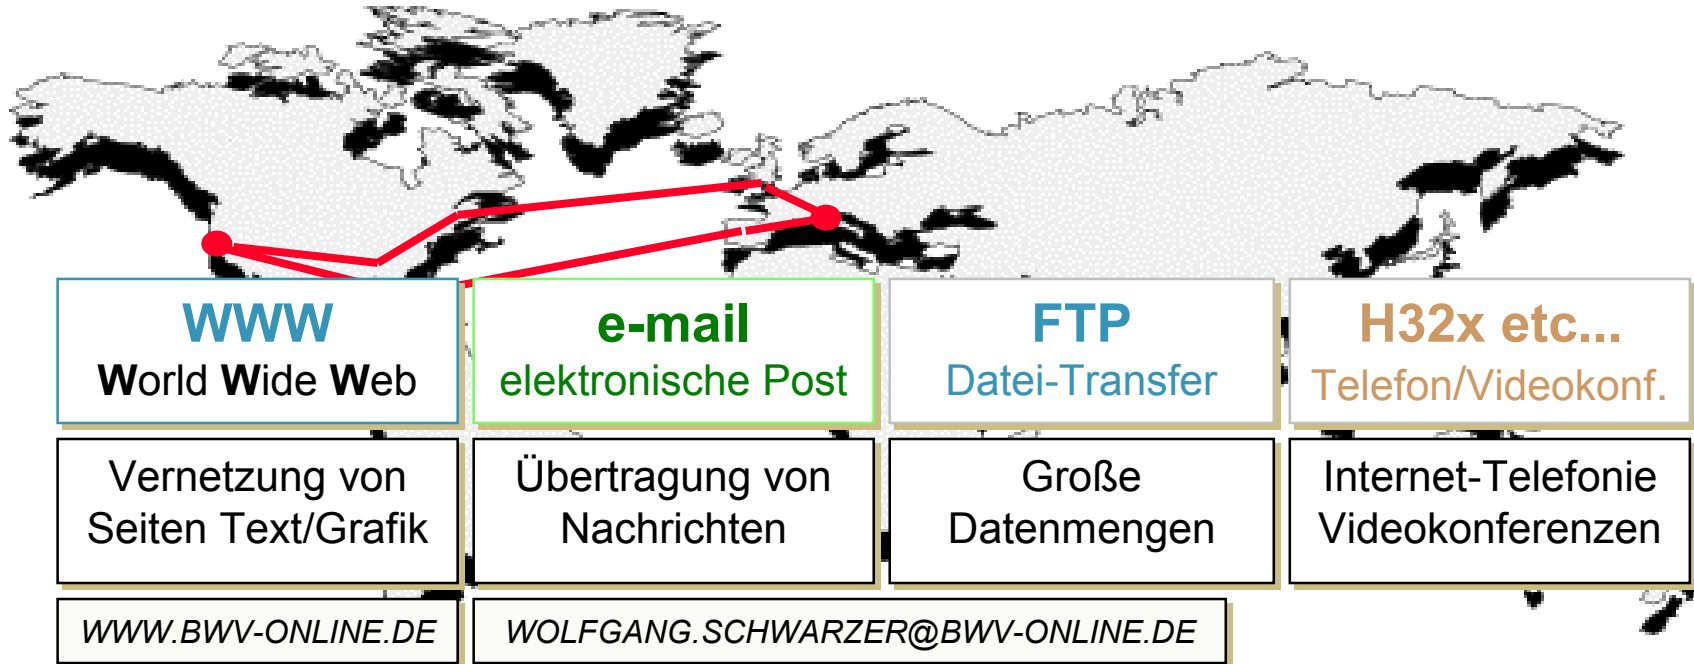 WWW
World Wide Web
e-mail
elektronische Post
FTP
Datei-Transfer
H32x etc...
Telefon/Videokonf.
Vernetzung von
Seiten Text/Grafik
Übertragung von
Nachrichten
Große
Datenmengen
Internet-Telefonie
Videokonferenzen
WWW.BWV-ONLINE.DE
WOLFGANG.SCHWARZER@BWV-ONLINE.DE